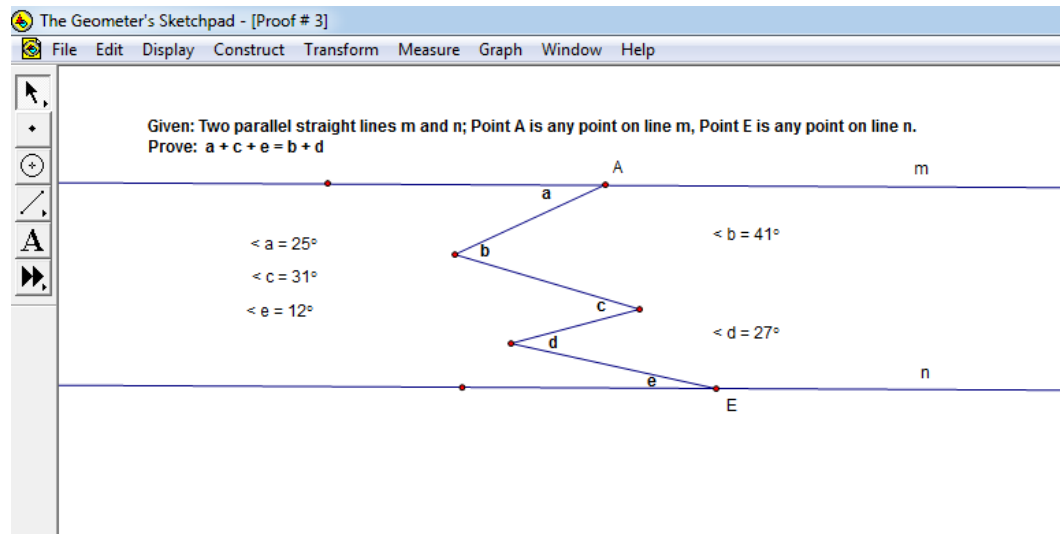 The Geometer's Sketchpad - [Proof # 3]
File Edit Display Construct Transform Measure Graph Window Help
Given: Two parallel straight lines m and n; Point A is any point on line m, Point E is any point on line n.
Prove: a + c + e = b + d
A
m
a
< a = 25°
< b = 41°
b
< c = 31°
A
c
< e = 12°
< d = 27°
d
n
e
E